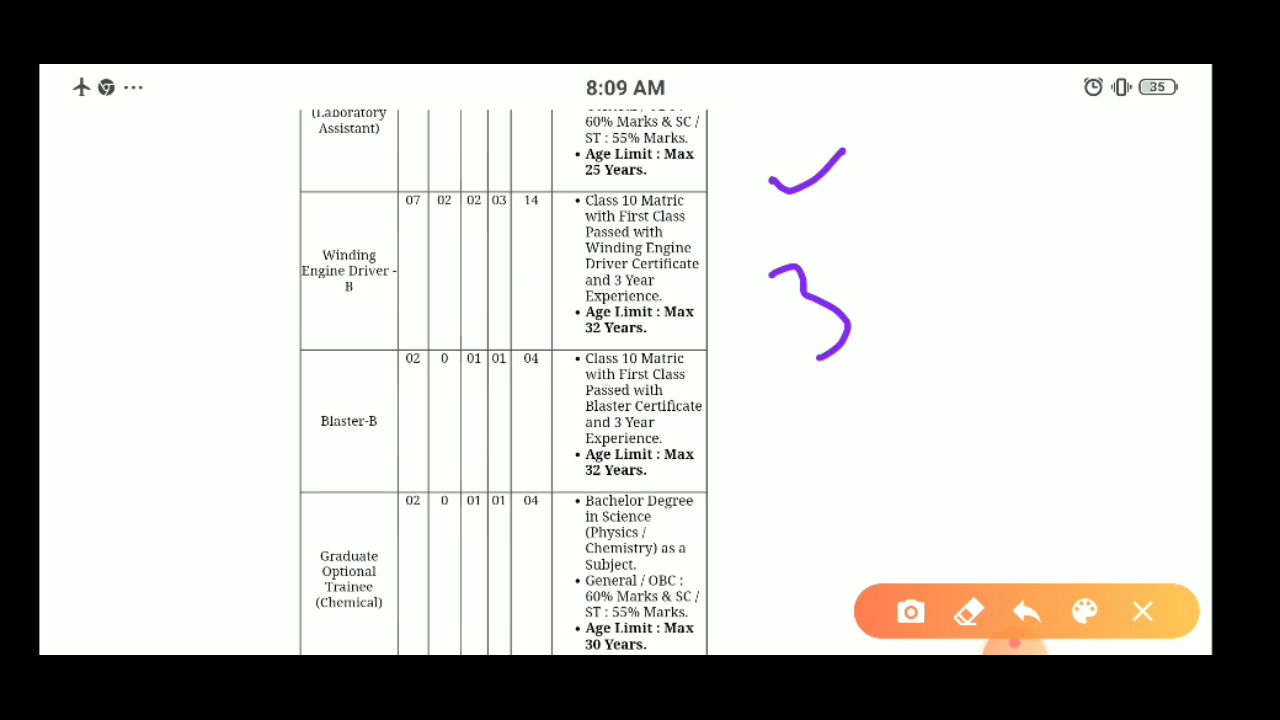 8:09 AM
35
(Laboratory
Assistant)
60% Marks & SC /
ST : 55% Marks.
• Age Limit : Max
25 Years.
Winding
Engine Driver -
B
07 02 02 03 14
• Class 10 Matric
with First Class
Passed with
Winding Engine
Driver Certificate
and 3 Year
Experience.
• Age Limit : Max
32 Years.
Blaster-B
02 0 01 01 04
• Class 10 Matric
with First Class
Passed with
Blaster Certificate
and 3 Year
Experience.
• Age Limit : Max
32 Years.
Graduate
Optional
Trainee
(Chemical)
02 0 01 01 04
• Bachelor Degree
in Science
(Physics /
Chemistry) as a
Subject.
• General / OBC :
60% Marks & SC /
ST : 55% Marks.
• Age Limit : Max
30 Years.
3